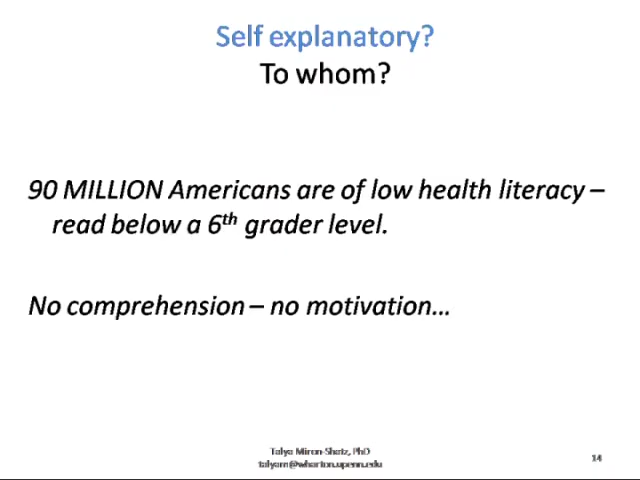 Self explanatory?
To whom?
90 MILLION Americans are of low health literacy –
read below a 6th grader level.
No comprehension – no motivation…
Talya Miron-Shatz, PhD
talyam@wharton.upenn.edu
14